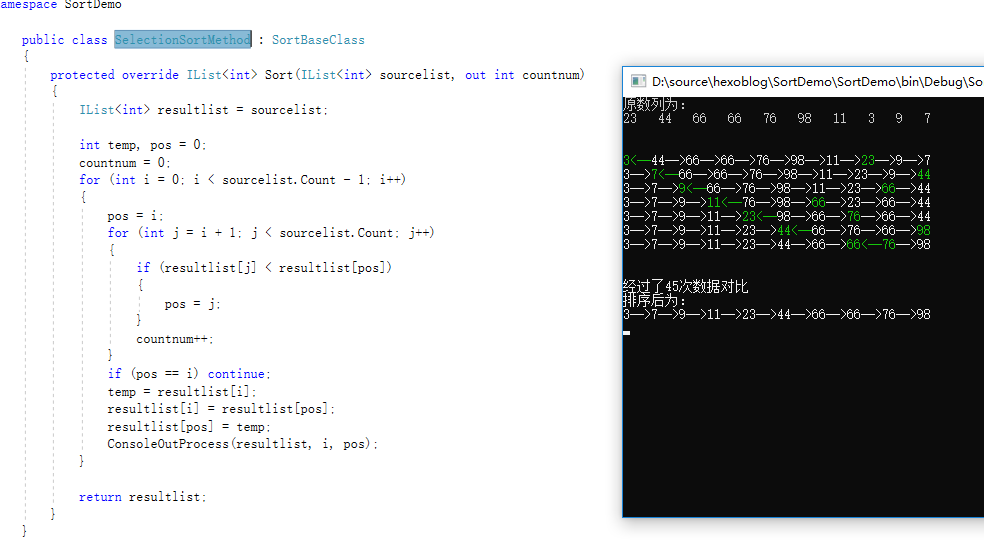 amespace SortDemo
public class SelectionSortMethod : SortBaseClass
{
protected override IList<int> Sort(IList<int> sourcelist, out int countnum)
{
IList<int> resultlist = sourcelist;
int temp, pos = 0;
countnum = 0;
for (int i = 0; i < sourcelist.Count - 1; i++)
{
pos = i;
for (int j = i + 1; j < sourcelist.Count; j++)
{
if (resultlist[j] < resultlist[pos])
{
pos = j;
}
countnum++;
}
if (pos == i) continue;
temp = resultlist[i];
resultlist[i] = resultlist[pos];
resultlist[pos] = temp;
ConsoleOutProcess(resultlist, i, pos);
}
return resultlist;
}
}
D:\source\hexoblog\SortDemo\SortDemo\bin\Debug\So
原数列为:
23 44 66 66 76 98 11 3 9 7
3<—44—>66—>66—>76—>98—>11—>23—>9—>7
3—>7<—66—>66—>76—>98—>11—>23—>9—>44
3—>7—>9<—66—>76—>98—>11—>23—>66—>44
3—>7—>9—>11<—76—>98—>66—>23—>66—>44
3—>7—>9—>11—>23<—98—>66—>76—>66—>44
3—>7—>9—>11—>23—>44<—66—>76—>66—>98
3—>7—>9—>11—>23—>44—>66—>66<—76—>98
经过了45次数据对比
排序后为:
3—>7—>9—>11—>23—>44—>66—>66—>76—>98